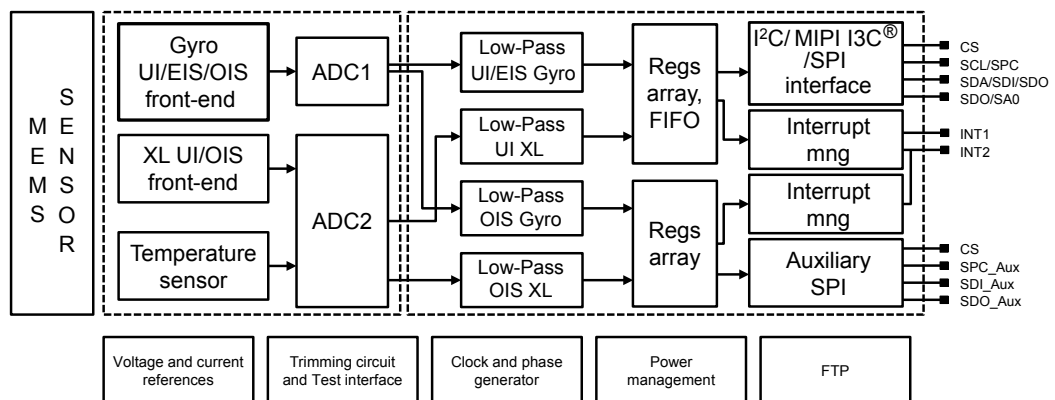 MEMS
SENSOR
Gyro
UI/EIS/OIS
front-end
XL UI/OIS
front-end
Temperature
sensor
ADC1
ADC2
Low-Pass
UI/EIS Gyro
Low-Pass
UI XL
Low-Pass
OIS Gyro
Low-Pass
OIS XL
Regs
array,
FIFO
Regs
array
I²C/ MIPI I3C®
/SPI
interface
Interrupt
mng
Interrupt
mng
Auxiliary
SPI
CS
SCL/SPC
SDA/SDI/SDO
SDO/SA0
INT1
INT2
CS
SPC_Aux
SDI_Aux
SDO_Aux
Voltage and current
references
Trimming circuit
and Test interface
Clock and phase
generator
Power
management
FTP